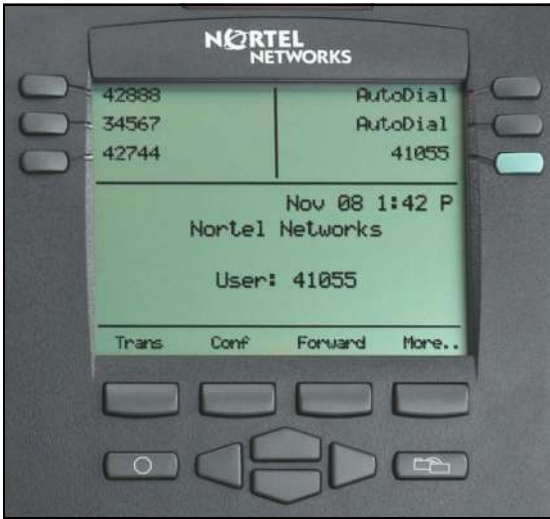 NORTEL
NETWORKS
42888 AutoDial
34567 AutoDial
42744 41055
Nov 08 1:42 P
Nortel Networks
User: 41055
Trans Conf Forward More..